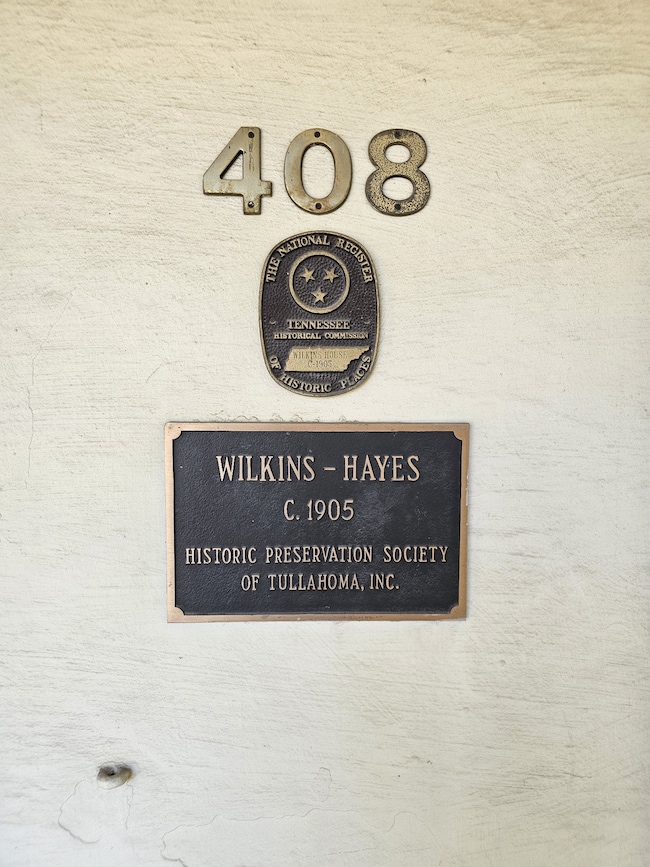 408
THE NATIONAL REGISTER
TENNESSEE
HISTORICAL COMMISSION
WILKINS HOUSE
C-1905
OF HISTORIC PLACES
WILKINS - HAYES
C. 1905
HISTORIC PRESERVATION SOCIETY
OF TULLAHOMA, INC.